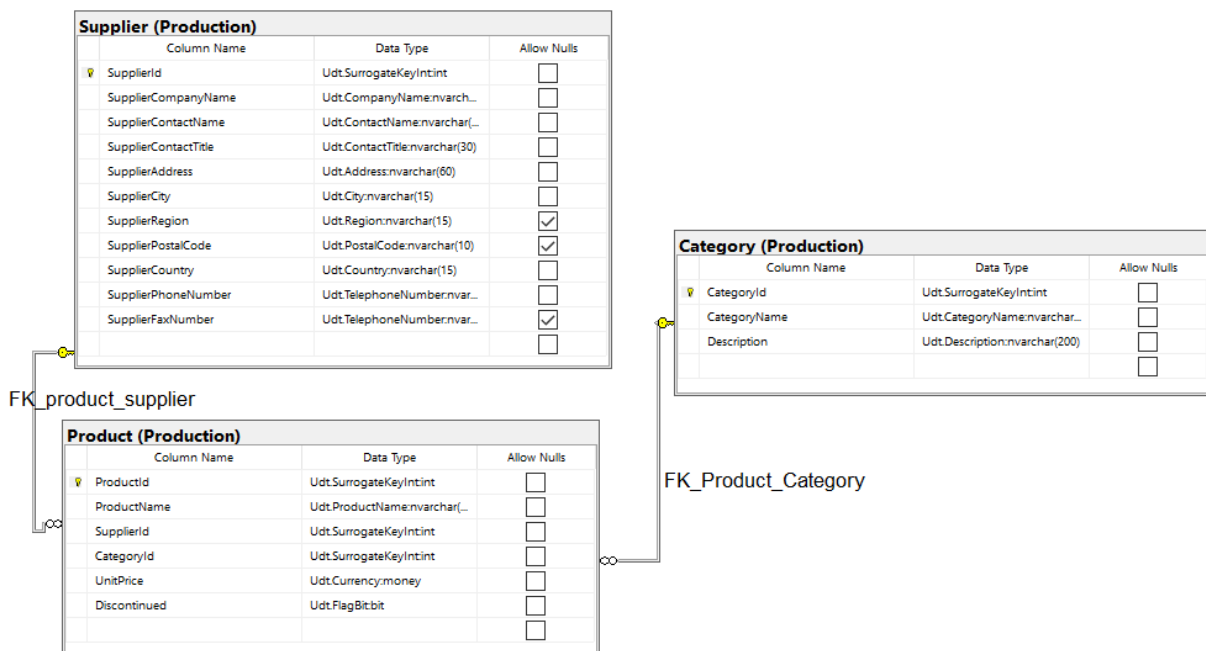 Supplier (Production)
Column Name Data Type Allow Nulls
SupplierId Udt.SurrogateKeyInt:int
SupplierCompanyName Udt.CompanyName:nvarch...
SupplierContactName Udt.ContactName:nvarchar(...
SupplierContactTitle Udt.ContactTitle:nvarchar(30)
SupplierAddress Udt.Address:nvarchar(60)
SupplierCity Udt.City:nvarchar(15)
SupplierRegion Udt.Region:nvarchar(15)
SupplierPostalCode Udt.PostalCode:nvarchar(10)
SupplierCountry Udt.Country:nvarchar(15)
SupplierPhoneNumber Udt.TelephoneNumber:nvar...
SupplierFaxNumber Udt.TelephoneNumber:nvar...
Category (Production)
Column Name Data Type Allow Nulls
CategoryId Udt.SurrogateKeyInt:int
CategoryName Udt.CategoryName:nvarchar...
Description Udt.Description:nvarchar(200)
FK_product_supplier
Product (Production)
Column Name Data Type Allow Nulls
ProductId Udt.SurrogateKeyInt:int
ProductName Udt.ProductName:nvarchar(...
SupplierId Udt.SurrogateKeyInt:int
CategoryId Udt.SurrogateKeyInt:int
UnitPrice Udt.Currency:money
Discontinued Udt.FlagBit:bit
FK_Product_Category